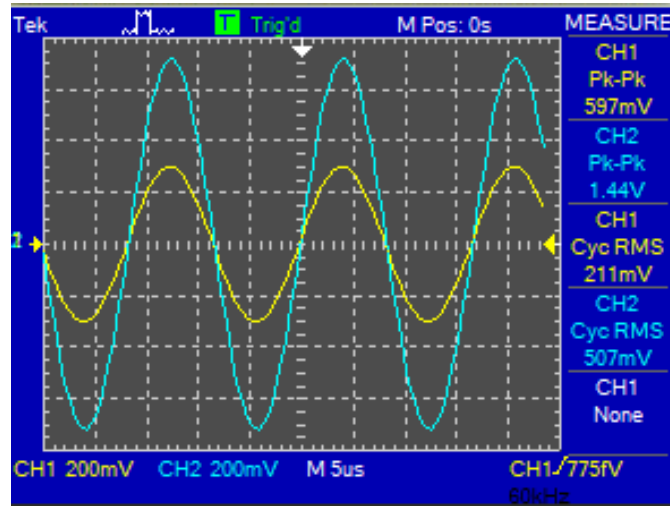 Tek T Trig'd M Pos: 0s MEASURE
CH1
Pk-Pk
597mV
CH2
Pk-Pk
1.44V
CH1
Cyc RMS
211mV
CH2
Cyc RMS
507mV
CH1
None
CH1 200mV CH2 200mV M 5us CH1 775fV
60kHz